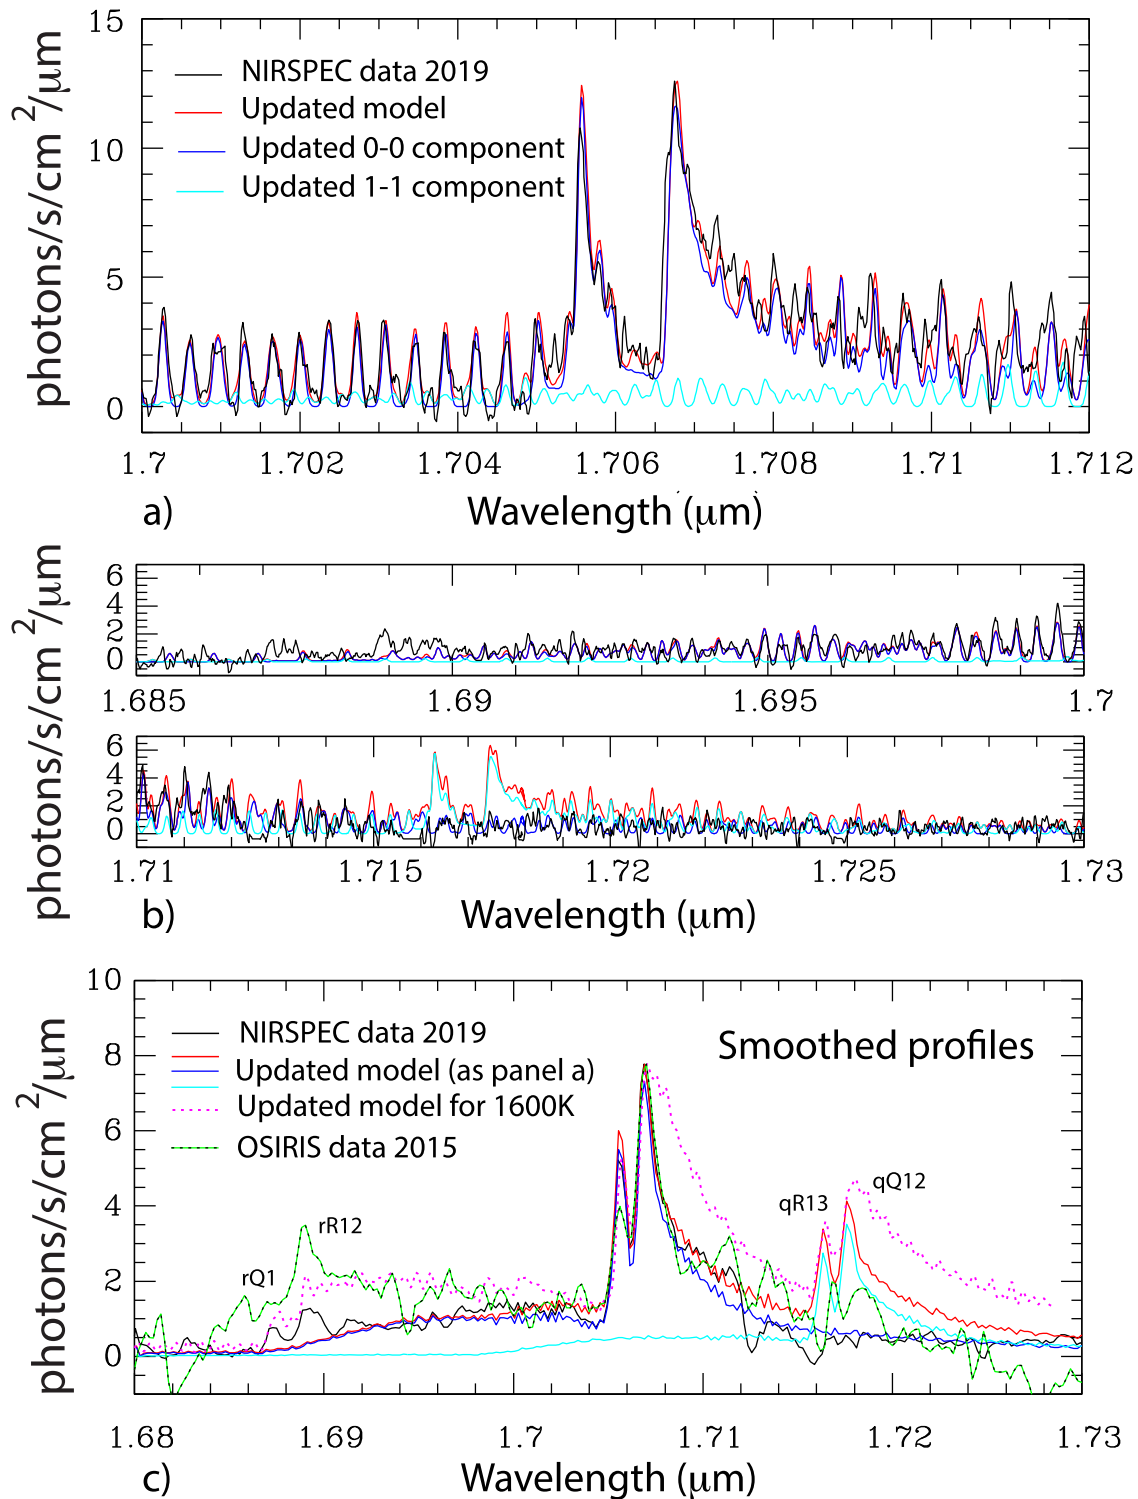 15
10
5
0
photons/s/cm 2/μm
NIRSPEC data 2019
Updated model
Updated 0-0 component
Updated 1-1 component
1.7 1.702 1.704 1.706 1.708 1.71 1.712
a)
Wavelength (μm)
6
4
2
0
1.685 1.69 1.695 1.7
photons/s/cm 2/μm
6
4
2
0
1.71 1.715 1.72 1.725 1.73
b)
Wavelength (μm)
10
8
6
4
2
0
photons/s/cm 2/μm
NIRSPEC data 2019
Updated model (as panel a)
Updated model for 1600K
OSIRIS data 2015
Smoothed profiles
rQ1
rR12
qR13
qQ12
1.68 1.69 1.7 1.71 1.72 1.73
c)
Wavelength (μm)